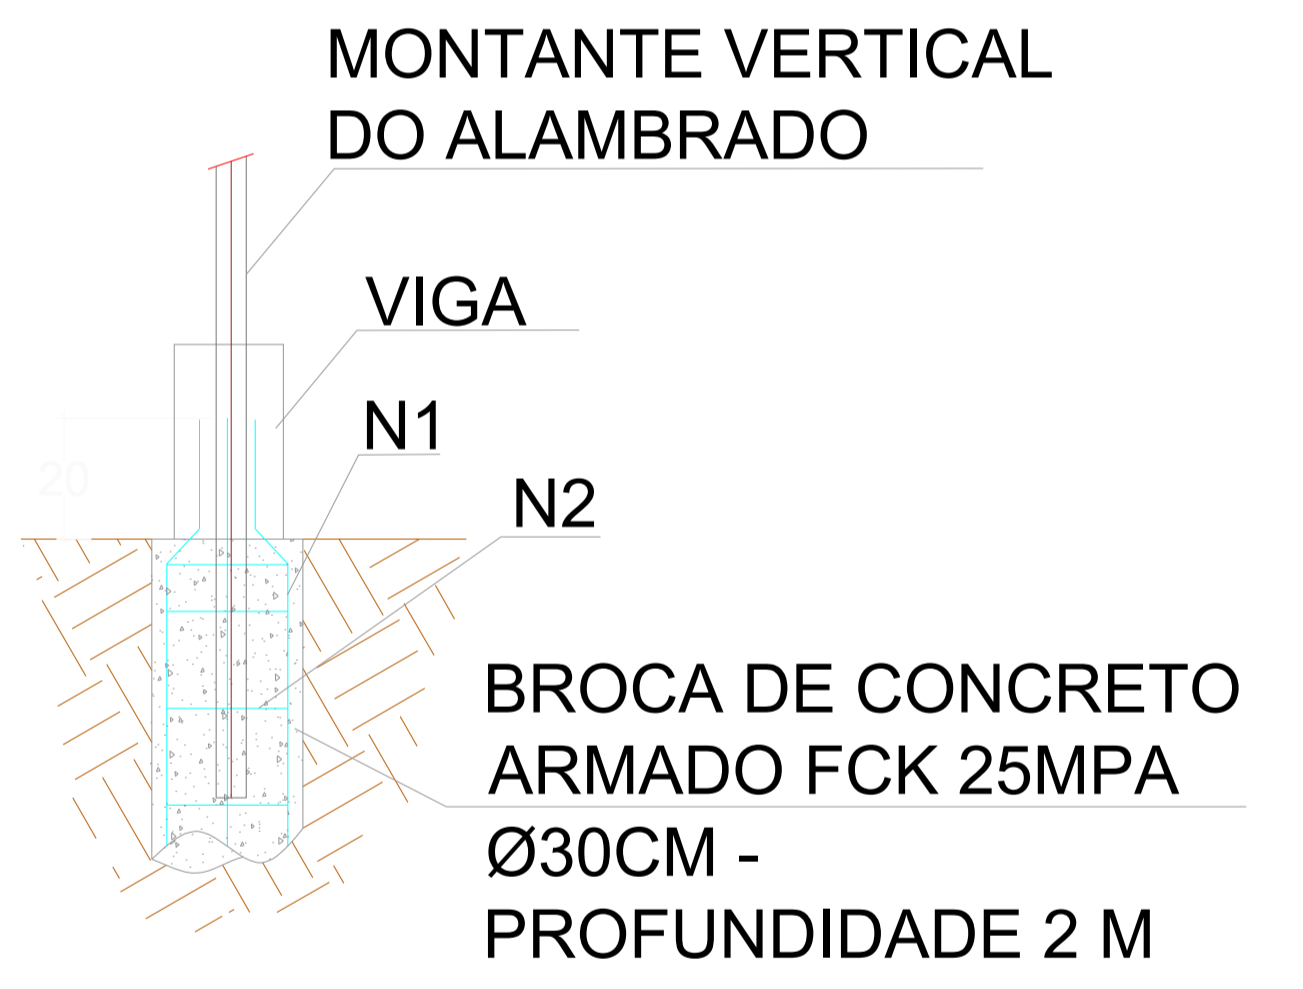 MONTANTE VERTICAL
DO ALAMBRADO
VIGA
N1
20
N2
BROCA DE CONCRETO
ARMADO FCK 25MPA
Ø30CM -
PROFUNDIDADE 2 M